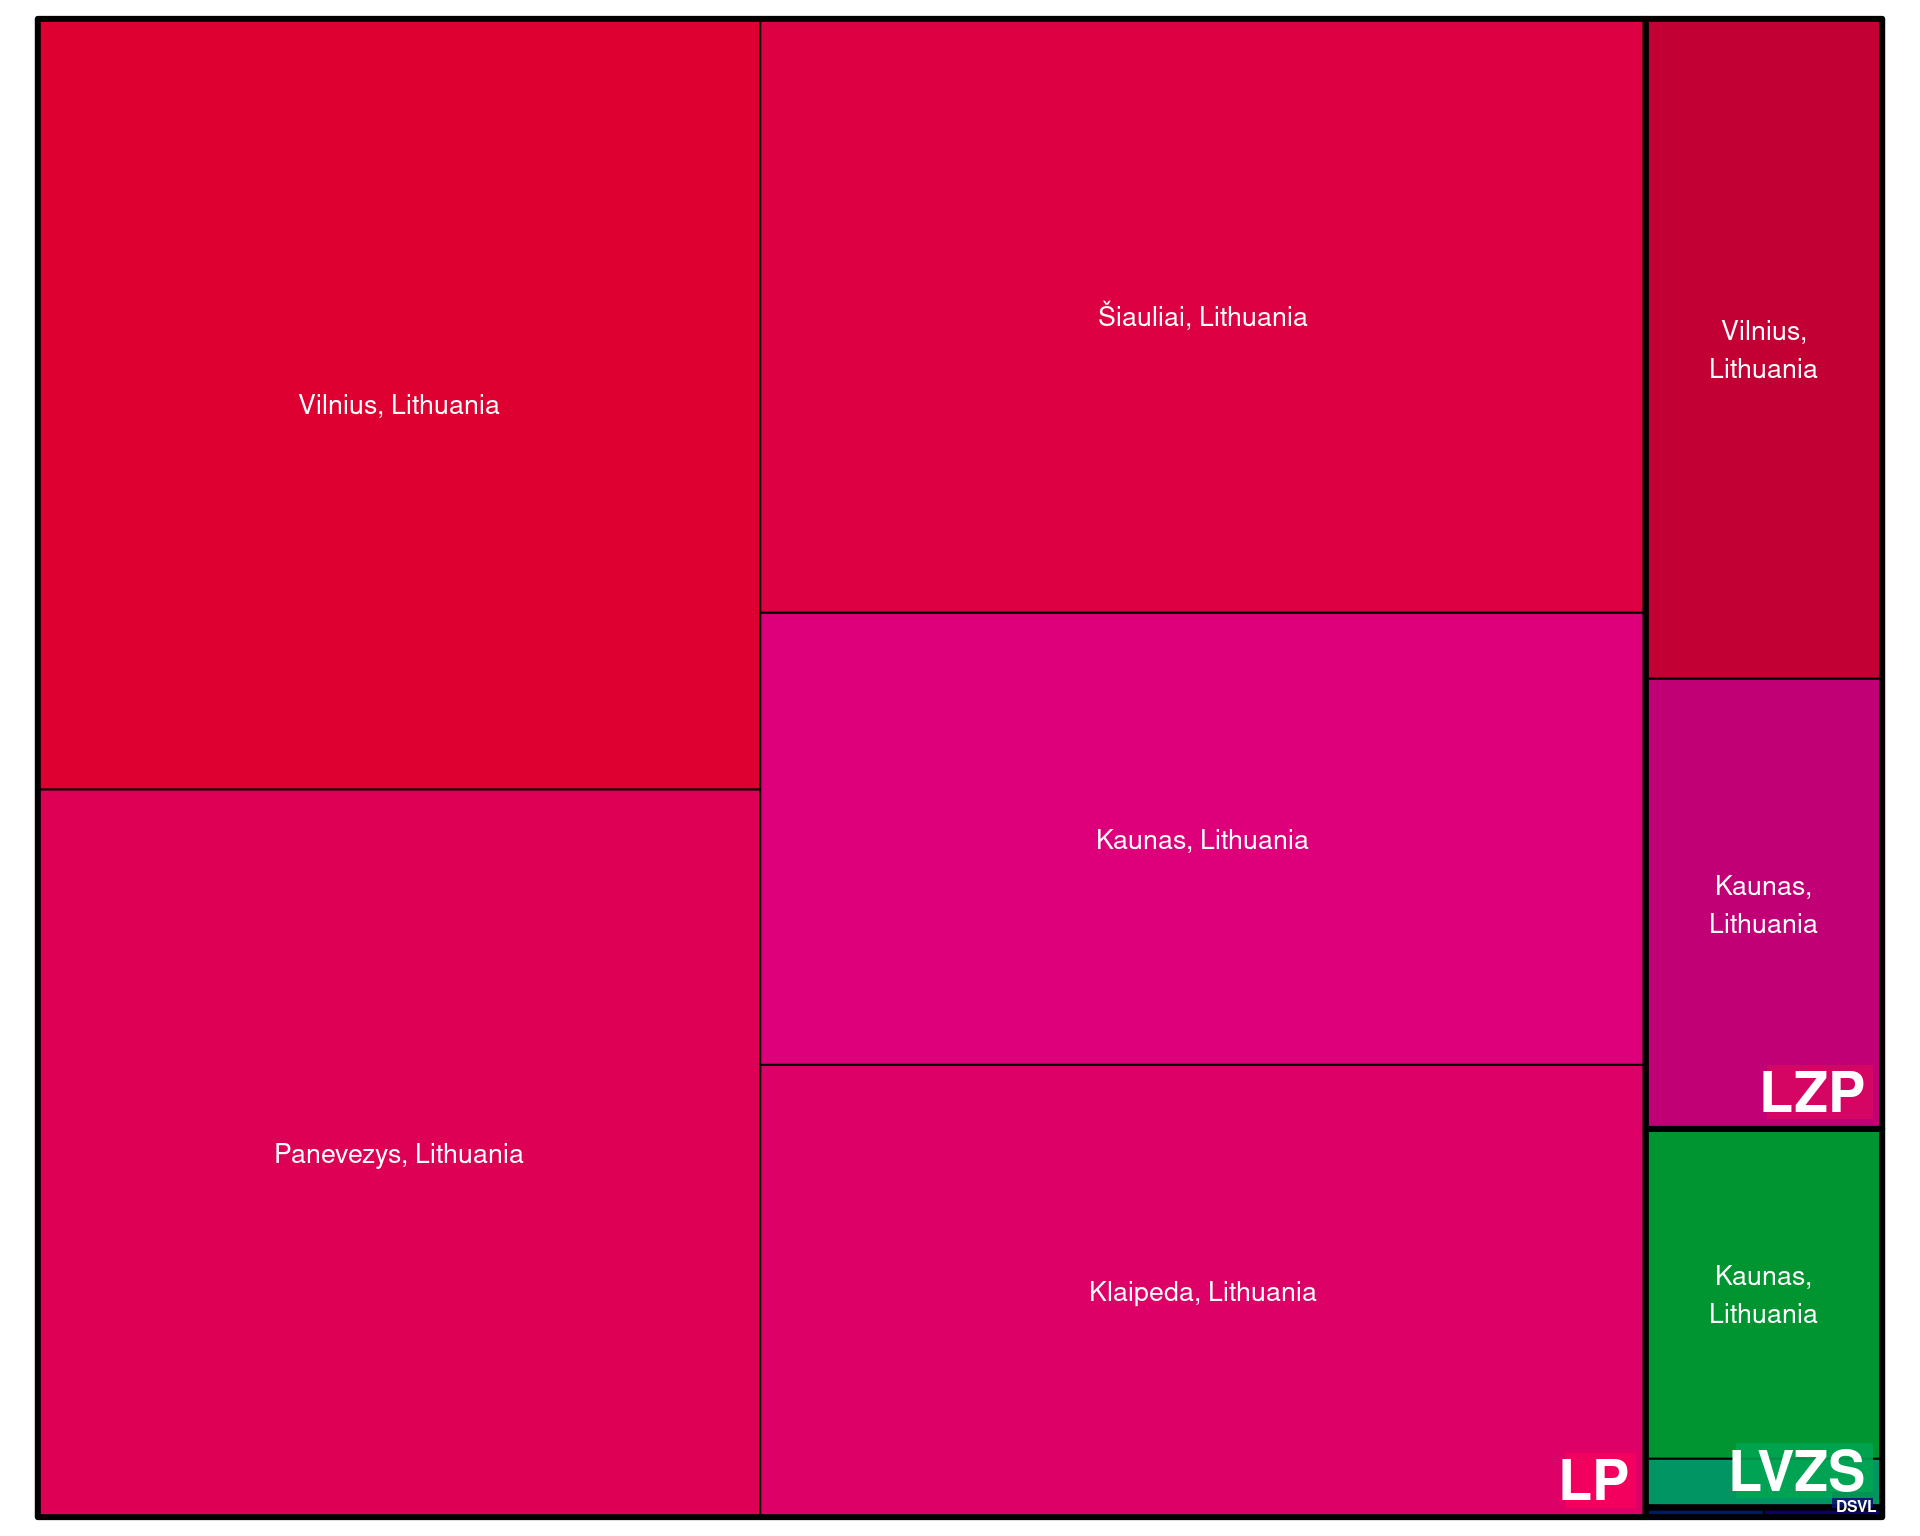 Vilnius, Lithuania
Panevezys, Lithuania
Šiauliai, Lithuania
Kaunas, Lithuania
Klaipeda, Lithuania
LP
Vilnius,
Lithuania
Kaunas,
Lithuania
LZP
Kaunas,
Lithuania
LVZS
DSVL